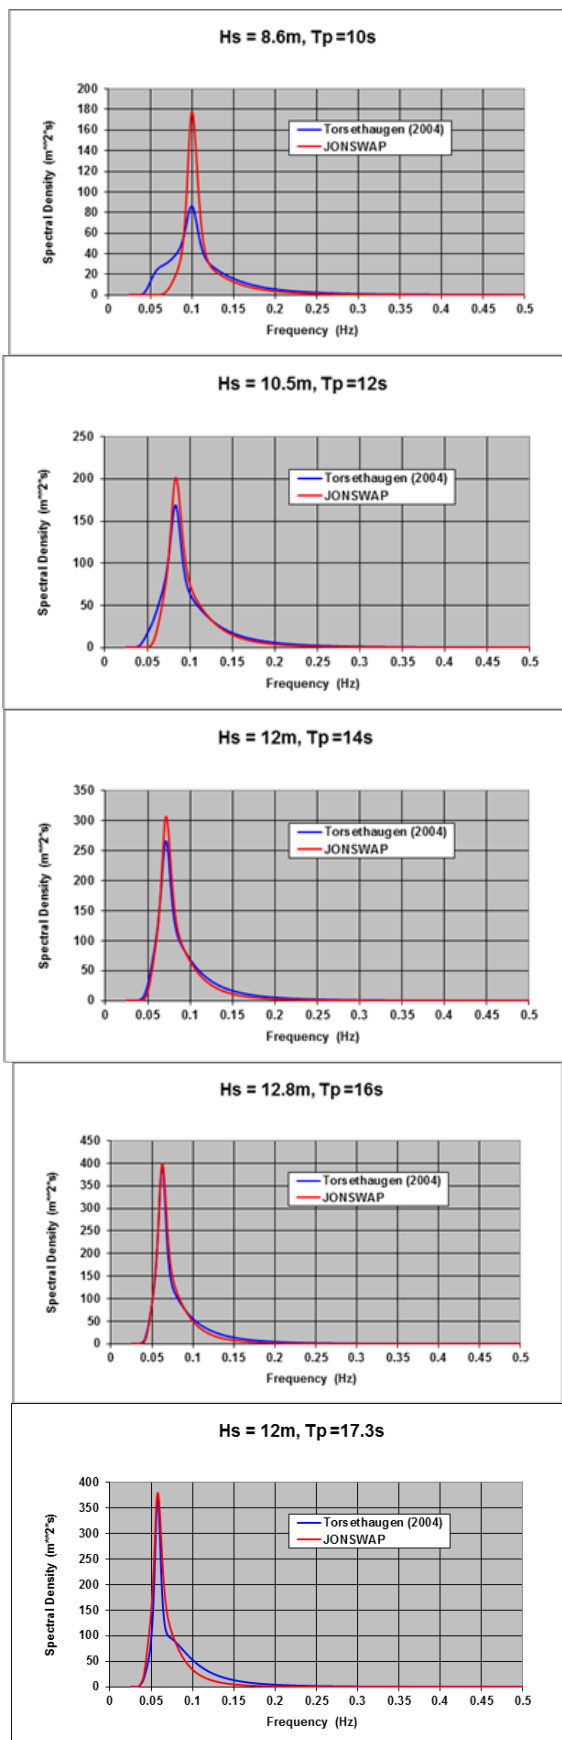 Hs = 8.6m, Tp=10s
200
180
160
140
120
100
80
60
40
20
0
Spectral Density (m^^2*s)
Torsethaugen (2004)
JONSWAP
0 0.05 0.1 0.15 0.2 0.25 0.3 0.35 0.4 0.45 0.5
Frequency (Hz)
Hs = 10.5m, Tp=12s
250
200
150
100
50
0
Spectral Density (m^^2*s)
Torsethaugen (2004)
JONSWAP
0 0.05 0.1 0.15 0.2 0.25 0.3 0.35 0.4 0.45 0.5
Frequency (Hz)
Hs = 12m, Tp=14s
350
300
250
200
150
100
50
0
Spectral Density (m^^2*s)
Torsethaugen (2004)
JONSWAP
0 0.05 0.1 0.15 0.2 0.25 0.3 0.35 0.4 0.45 0.5
Frequency (Hz)
Hs = 12.8m, Tp=16s
450
400
350
300
250
200
150
100
50
0
Spectral Density (m^^2*s)
Torsethaugen (2004)
JONSWAP
0 0.05 0.1 0.15 0.2 0.25 0.3 0.35 0.4 0.45 0.5
Frequency (Hz)
Hs = 12m, Tp=17.3s
400
350
300
250
200
150
100
50
0
Spectral Density (m^^2*s)
Torsethaugen (2004)
JONSWAP
0 0.05 0.1 0.15 0.2 0.25 0.3 0.35 0.4 0.45 0.5
Frequency (Hz)